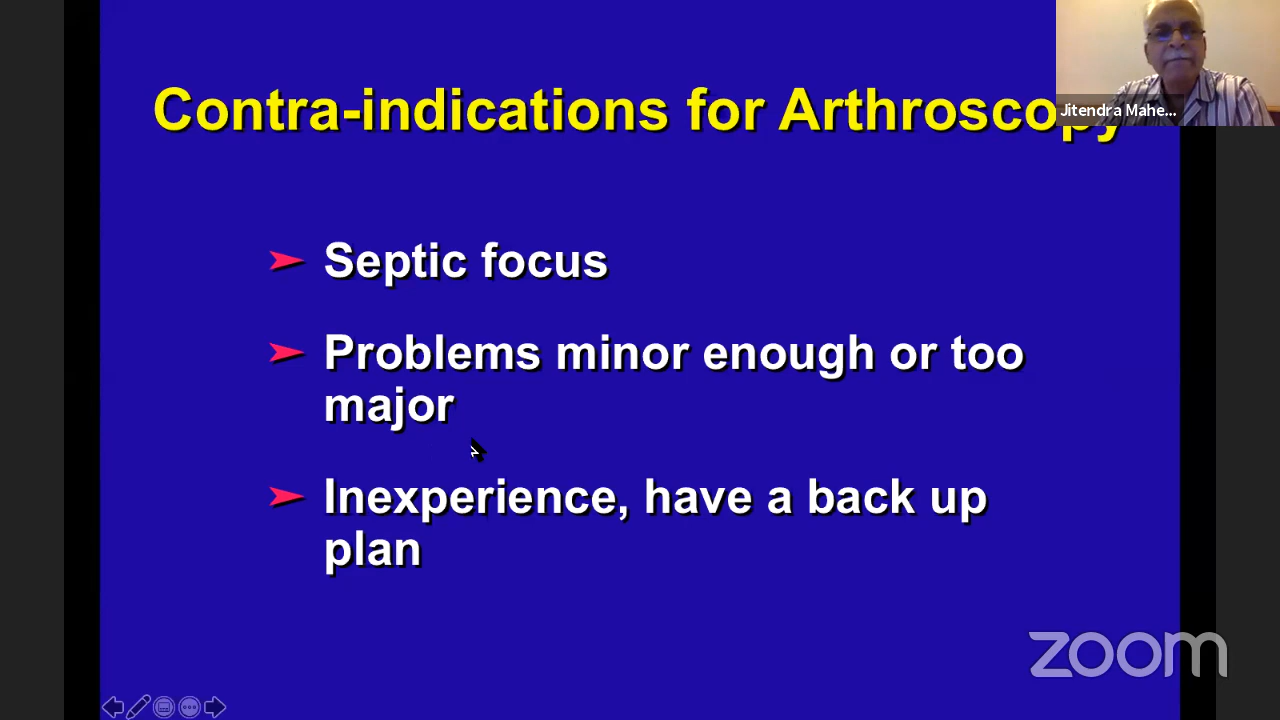 Contra-indications for Arthroscopy
Jitendra Mahe...
Septic focus
Problems minor enough or too
major
Inexperience, have a back up
plan
zoom